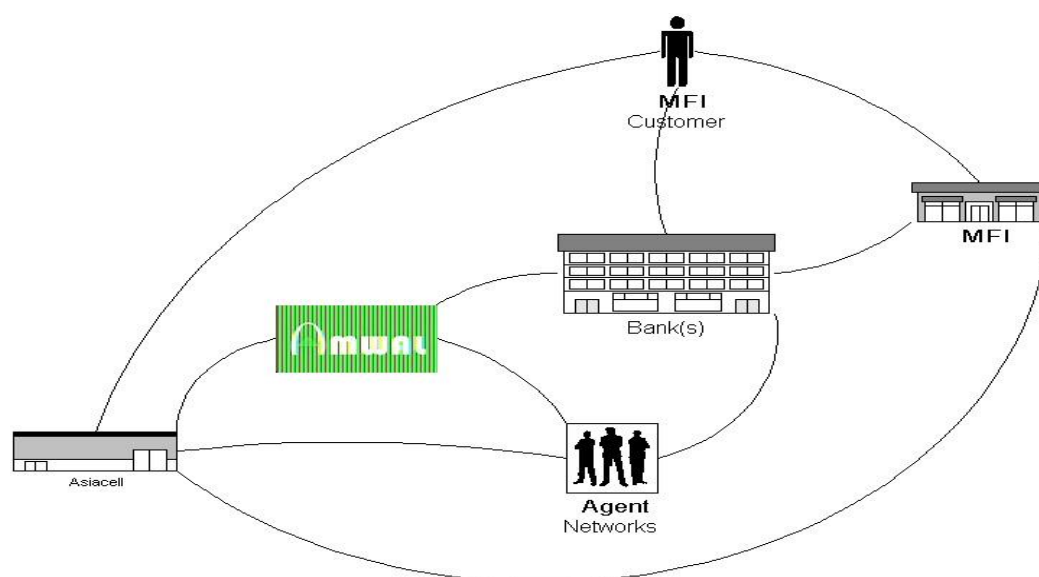 MFI
Customer
MFI
Bank(s)
AMWAL
Asiacell
Agent
Networks